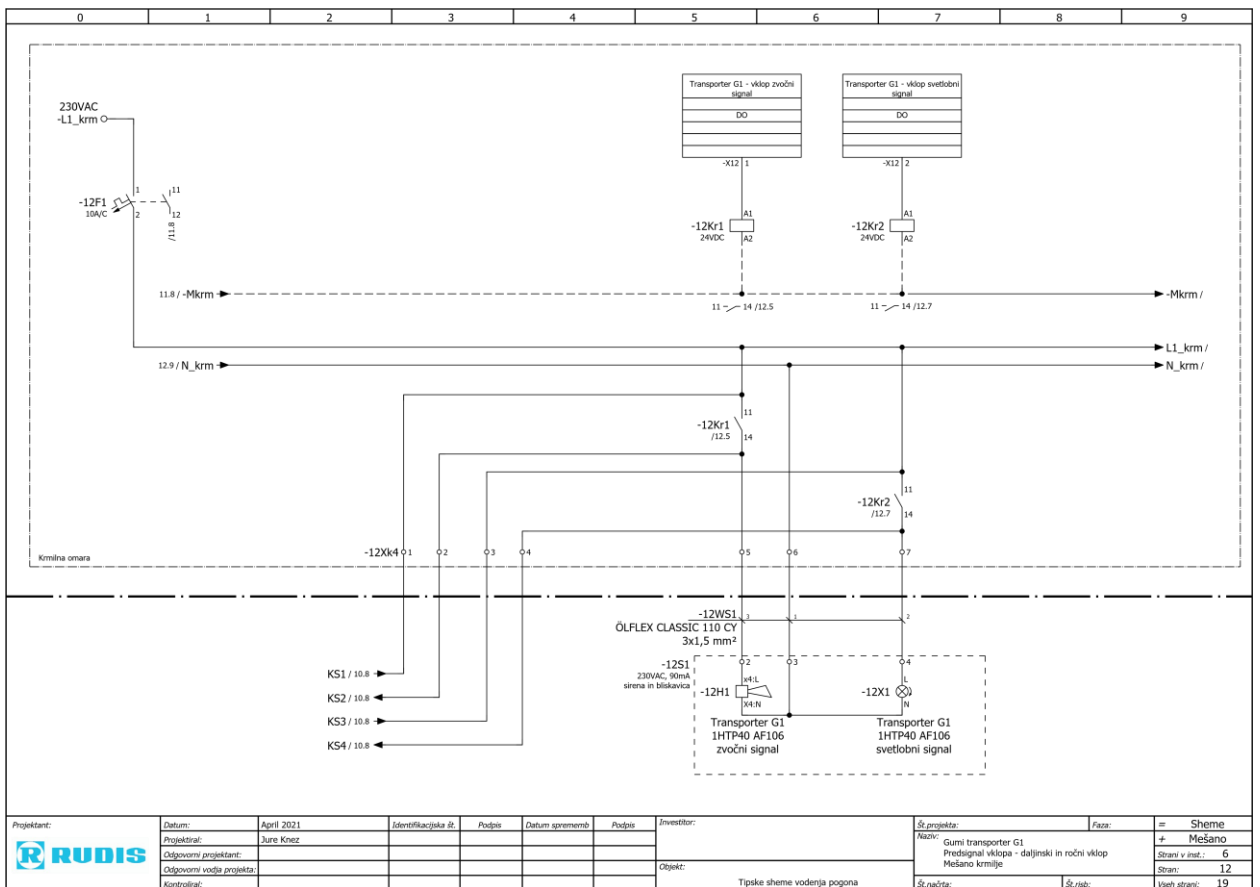 0 1 2 3 4 5 6 7 8 9
230VAC
-L1_krm
-12F1
10A/C
1
2
11
12
/11.8
Transporter G1 - vklop zvočni
signal
DO
-X12 1
Transporter G1 - vklop svetlobni
signal
DO
-X12 2
-12Kr1
24VDC
A1
A2
-12Kr2
24VDC
A1
A2
11.8 / -Mkrm
-Mkrm /
11 14 /12.5
11 14 /12.7
L1_krm /
12.9 / N_krm
N_krm /
-12Kr1
/12.5
11
14
-12Kr2
/12.7
11
14
Krmilna omara
-12Xk4 1 2 3 4 5 6 7
-12WS1 3 1 2
ÖLFLEX CLASSIC 110 CY
3x1,5 mm²
-12S1
230VAC, 90mA
sirena in bliskavica
2 3 4
-12H1
x4:L
X4:N
-12X1
L
N
Transporter G1
1HTP40 AF106
zvočni signal
Transporter G1
1HTP40 AF106
svetlobni signal
KS1 / 10.8
KS2 / 10.8
KS3 / 10.8
KS4 / 10.8
Projektant:
RUDIS
Datum: April 2021
Projektiral: Jure Knez
Odgovorni projektant:
Odgovorni vodja projekta:
Kontroliral:
Identifikacijska št. Podpis Datum sprememb Podpis
Investitor:
Objekt:
Tipske sheme vodenja pogona
Št.projekta: Faza:
Naziv:
Gumi transporter G1
Predsignal vklopa - daljinski in ročni vklop
Mešano krmilje
Št.načrta: Št.risb:
= Sheme
+ Mešano
Strani v inst.: 6
Stran: 12
Vseh strani: 19